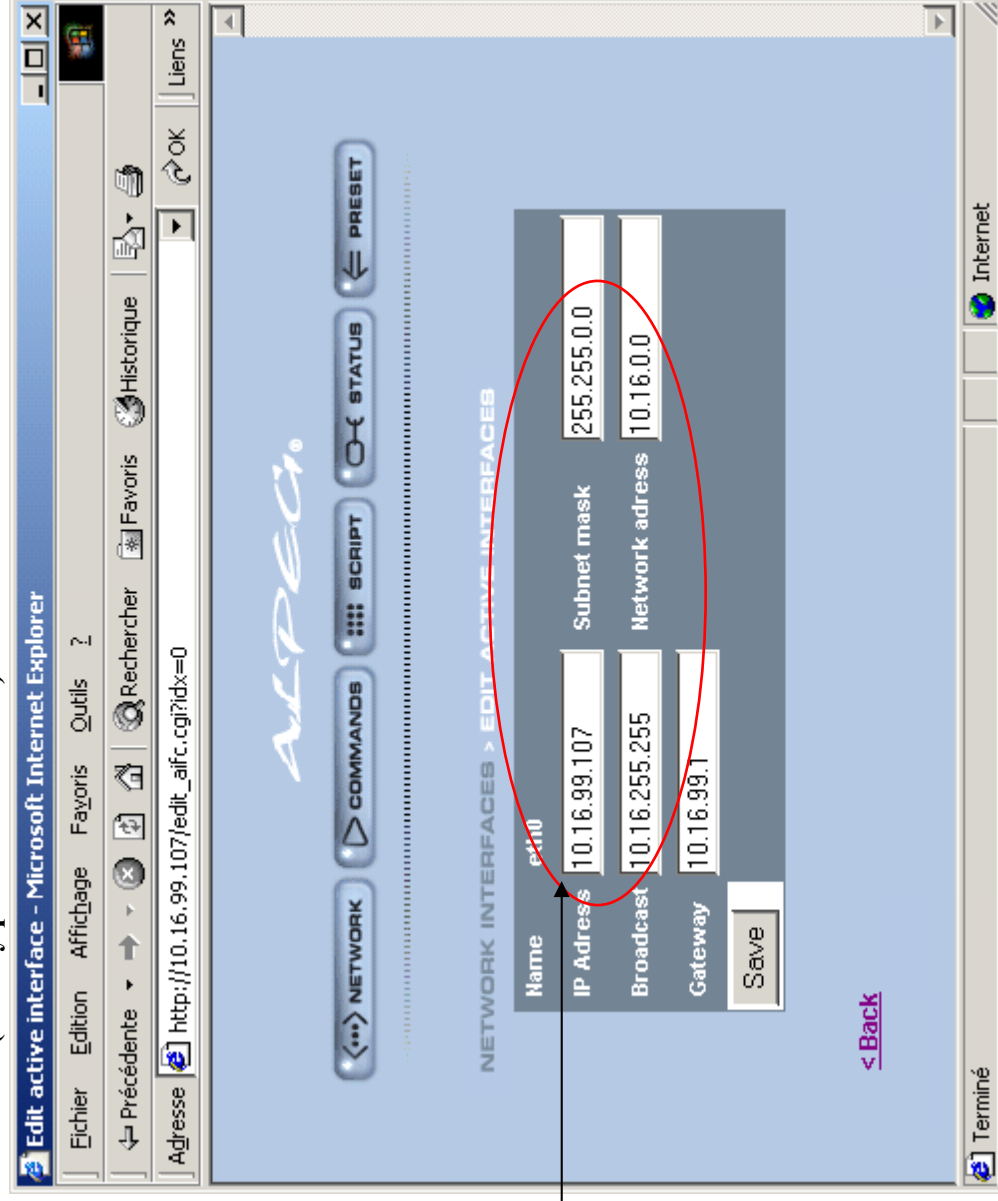 Edit active interface - Microsoft Internet Explorer
Fichier Edition Affichage Favoris Outils ?
Précédente Rechercher Favoris Historique
Adresse http://10.16.99.107/edit_aifc.cgi?idx=0 OK Liens »
NETWORK COMMANDS SCRIPT STATUS PRESET
NETWORK INTERFACES > EDIT ACTIVE INTERFACES
Name eth0
IP Adress 10.16.99.107 Subnet mask 255.255.0.0
Broadcast 10.16.255.255 Network adress 10.16.0.0
Gateway 10.16.99.1
Save
< Back
Terminé Internet